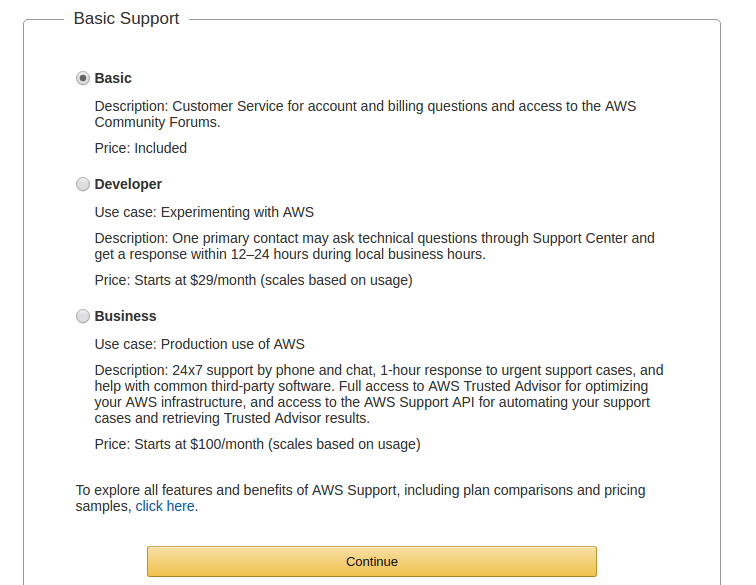 Basic Support
Basic
Description: Customer Service for account and billing questions and access to the AWS
Community Forums.
Price: Included
Developer
Use case: Experimenting with AWS
Description: One primary contact may ask technical questions through Support Center and
get a response within 12–24 hours during local business hours.
Price: Starts at $29/month (scales based on usage)
Business
Use case: Production use of AWS
Description: 24x7 support by phone and chat, 1-hour response to urgent support cases, and
help with common third-party software. Full access to AWS Trusted Advisor for optimizing
your AWS infrastructure, and access to the AWS Support API for automating your support
cases and retrieving Trusted Advisor results.
Price: Starts at $100/month (scales based on usage)
To explore all features and benefits of AWS Support, including plan comparisons and pricing
samples, click here.
Continue